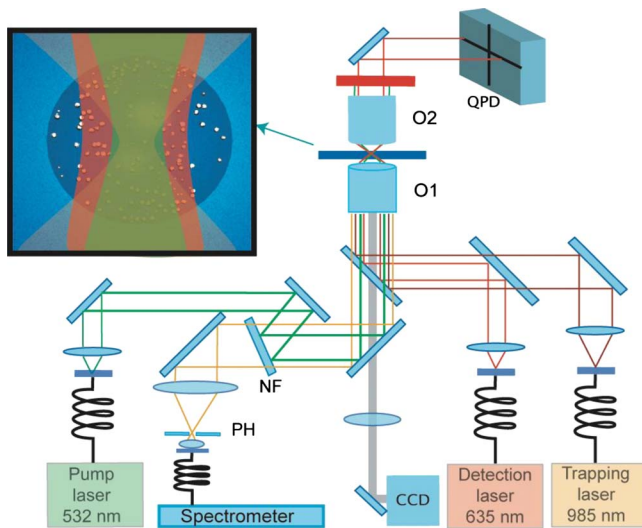 QPD
O2
O1
NF
PH
Pump
laser
532 nm
Spectrometer
CCD
Detection
laser
635 nm
Trapping
laser
985 nm